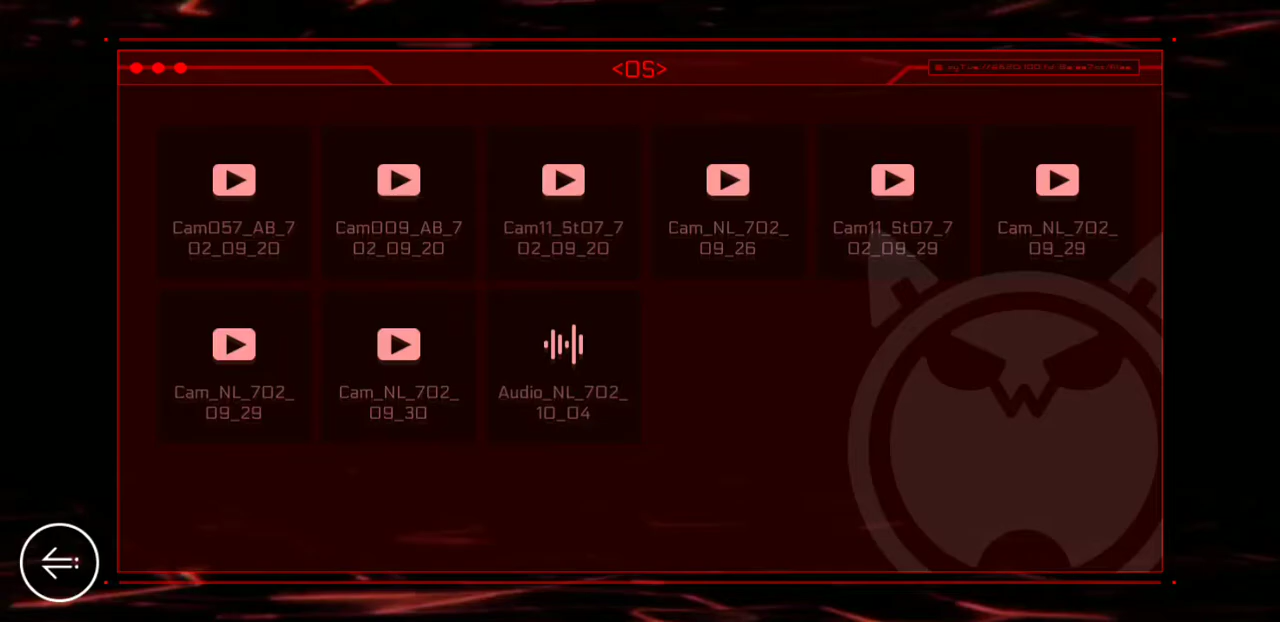 <OS>
Cam057_AB_7
02_09_20
Cam009_AB_7
02_09_20
Cam11_St07_7
02_09_20
Cam_NL_702_
09_26
Cam11_St07_7
02_09_29
Cam_NL_702_
09_29
Cam_NL_702_
09_29
Cam_NL_702_
09_30
Audio_NL_702_
10_04